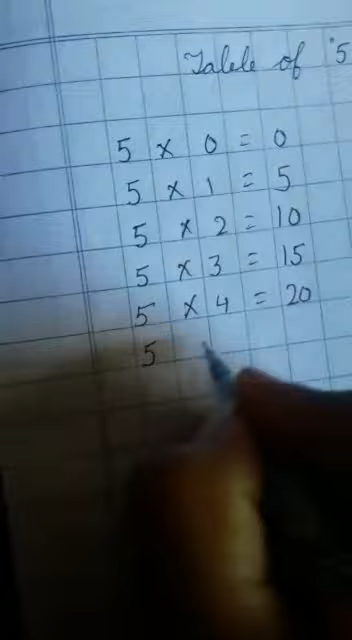 Table of '5
5 × 0 = 0
5 × 1 = 5
5 × 2 = 10
5 × 3 = 15
5 × 4 = 20
5